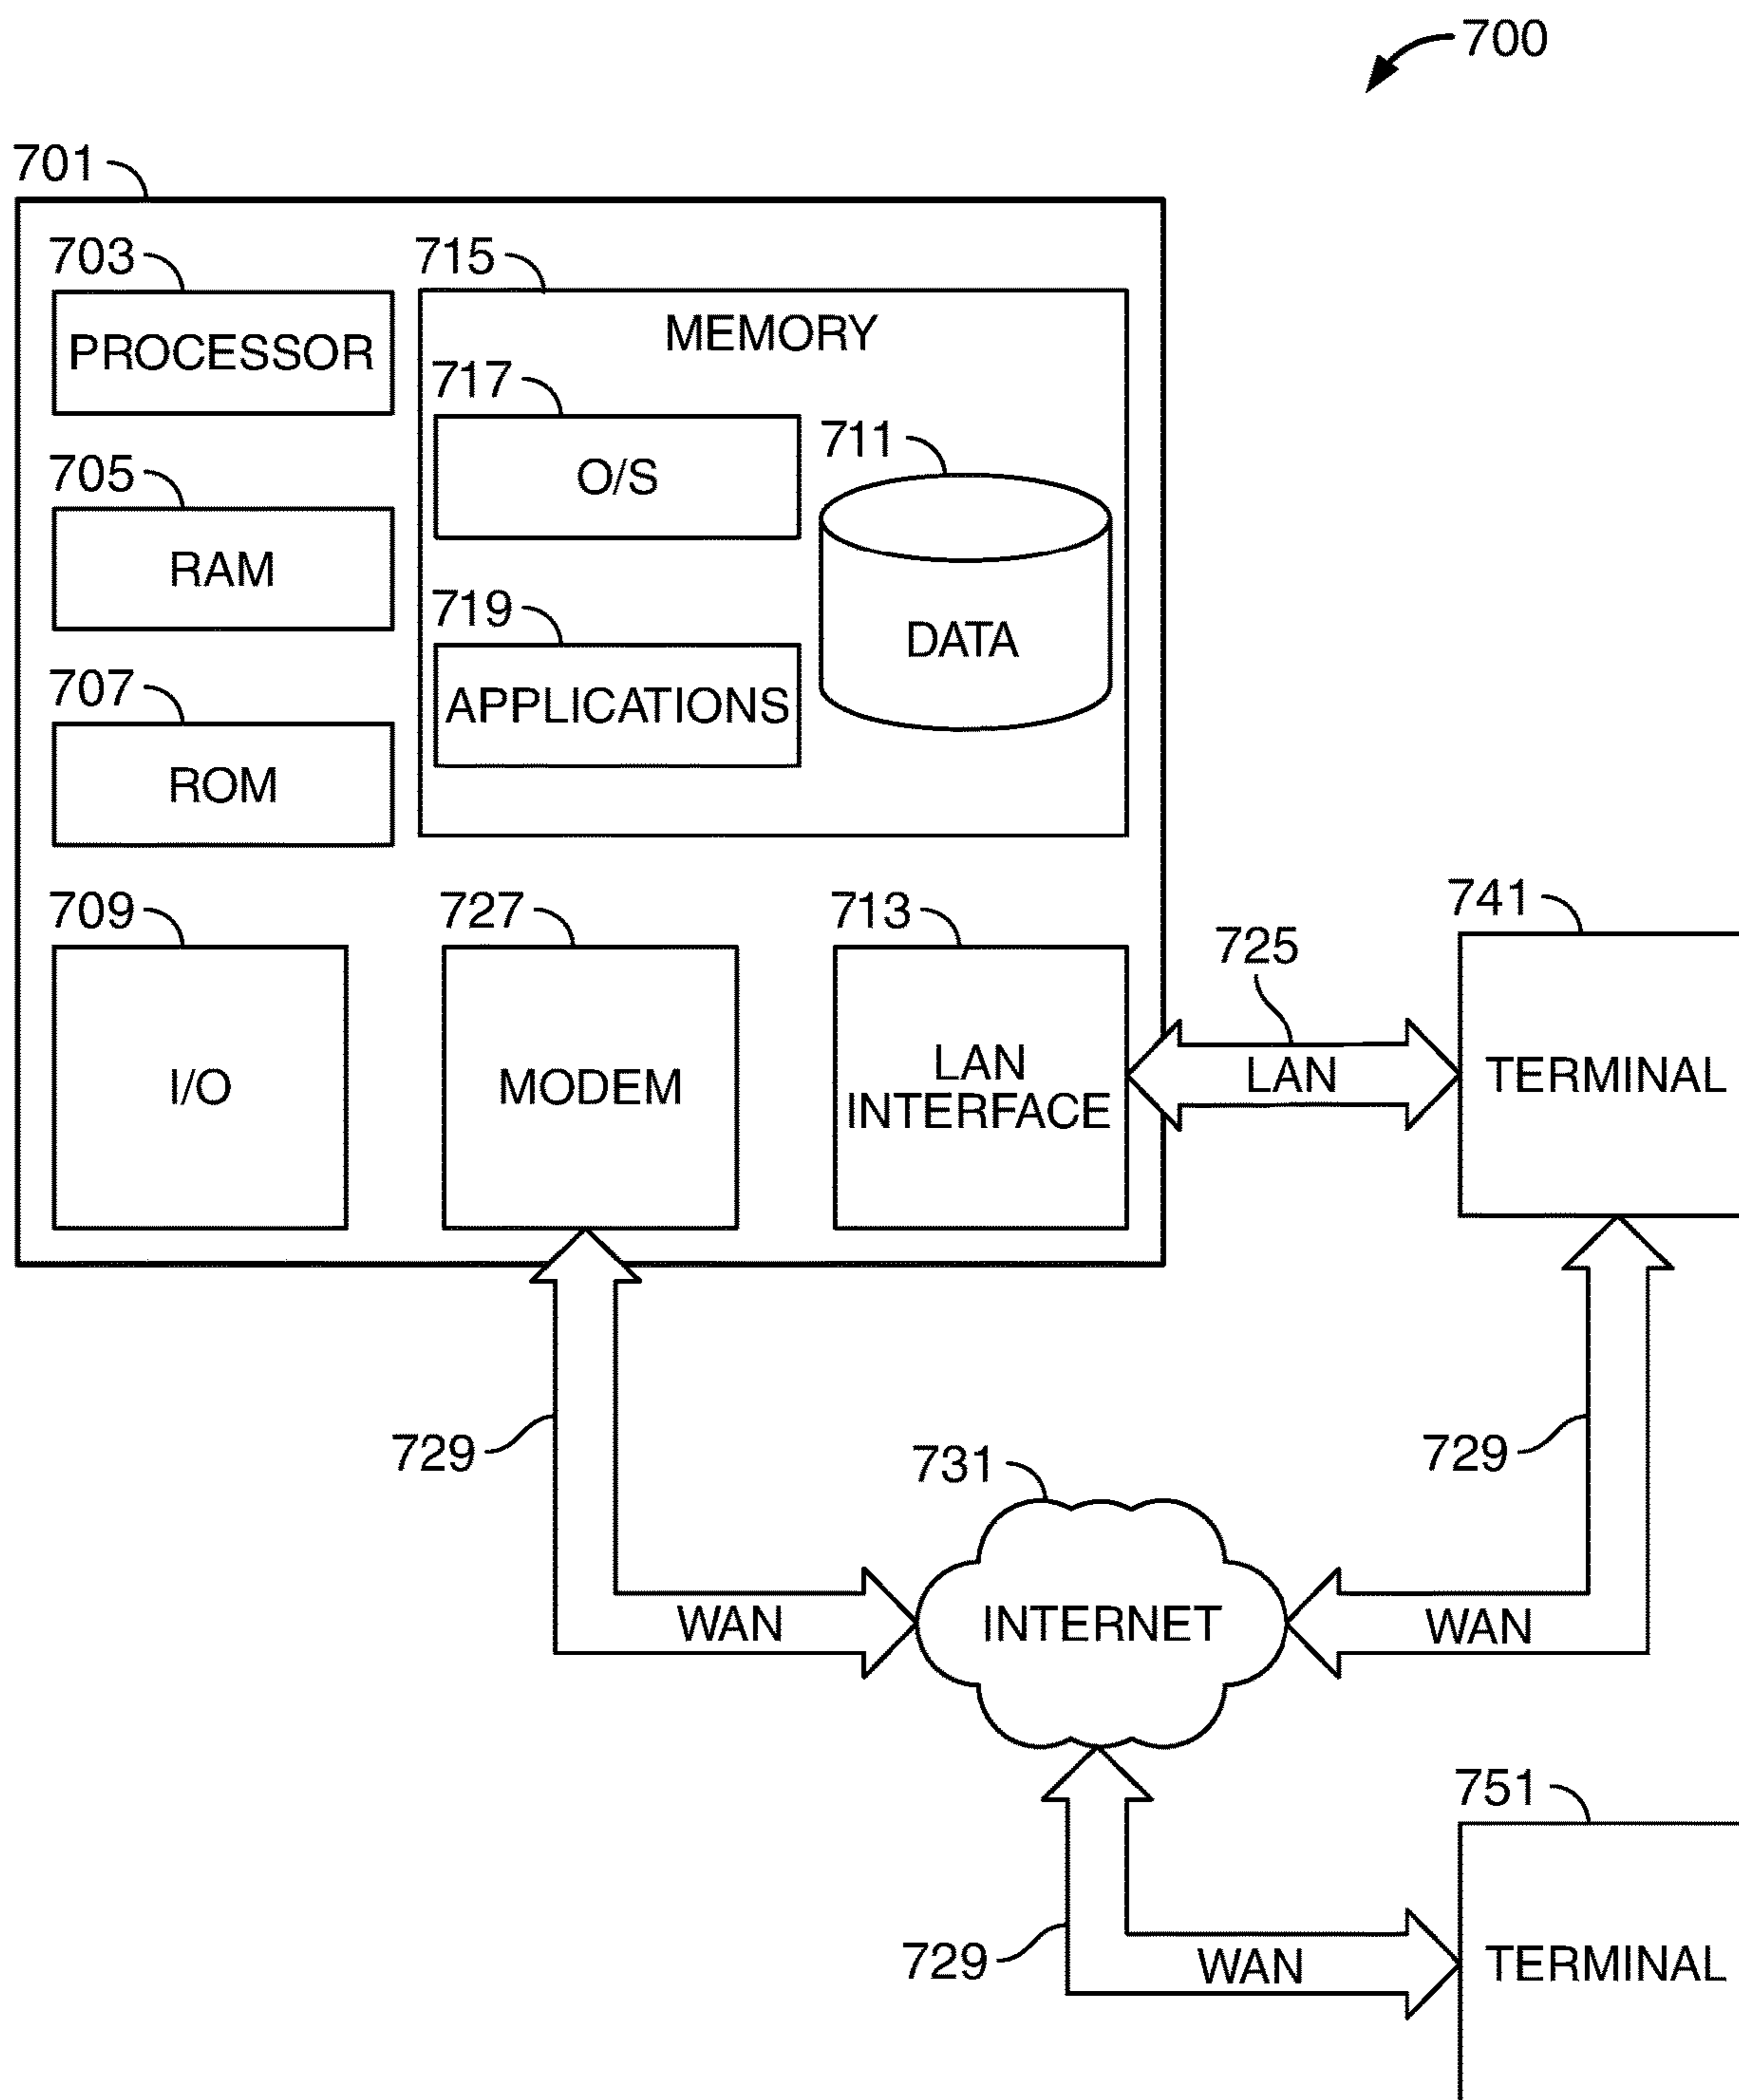 700
701
703
PROCESSOR
715
MEMORY
717
O/S
711
DATA
705
RAM
719
APPLICATIONS
707
ROM
709
I/O
727
MODEM
713
LAN
INTERFACE
725
LAN
741
TERMINAL
729
WAN
731
INTERNET
729
WAN
729
WAN
751
TERMINAL